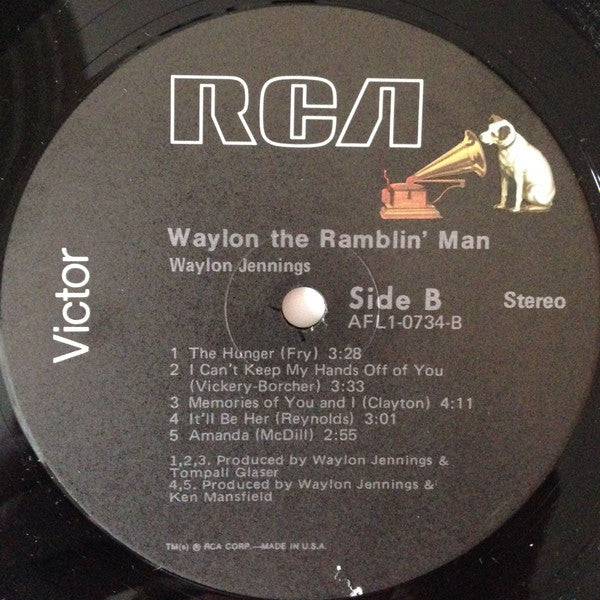 RCA
Victor
Waylon the Ramblin' Man
Waylon Jennings
Side B
Stereo
AFL1-0734-B
1 The Hunger (Fry) 3:28
2 I Can't Keep My Hands Off of You
(Vickery-Borcher) 3:33
3 Memories of You and I (Clayton) 4:11
4 It'll Be Her (Reynolds) 3:01
5 Amanda (McDill) 2:55
1,2,3. Produced by Waylon Jennings &
Tompall Glaser
4,5. Produced by Waylon Jennings &
Ken Mansfield
TM(s) ® RCA CORP.—MADE IN U.S.A.